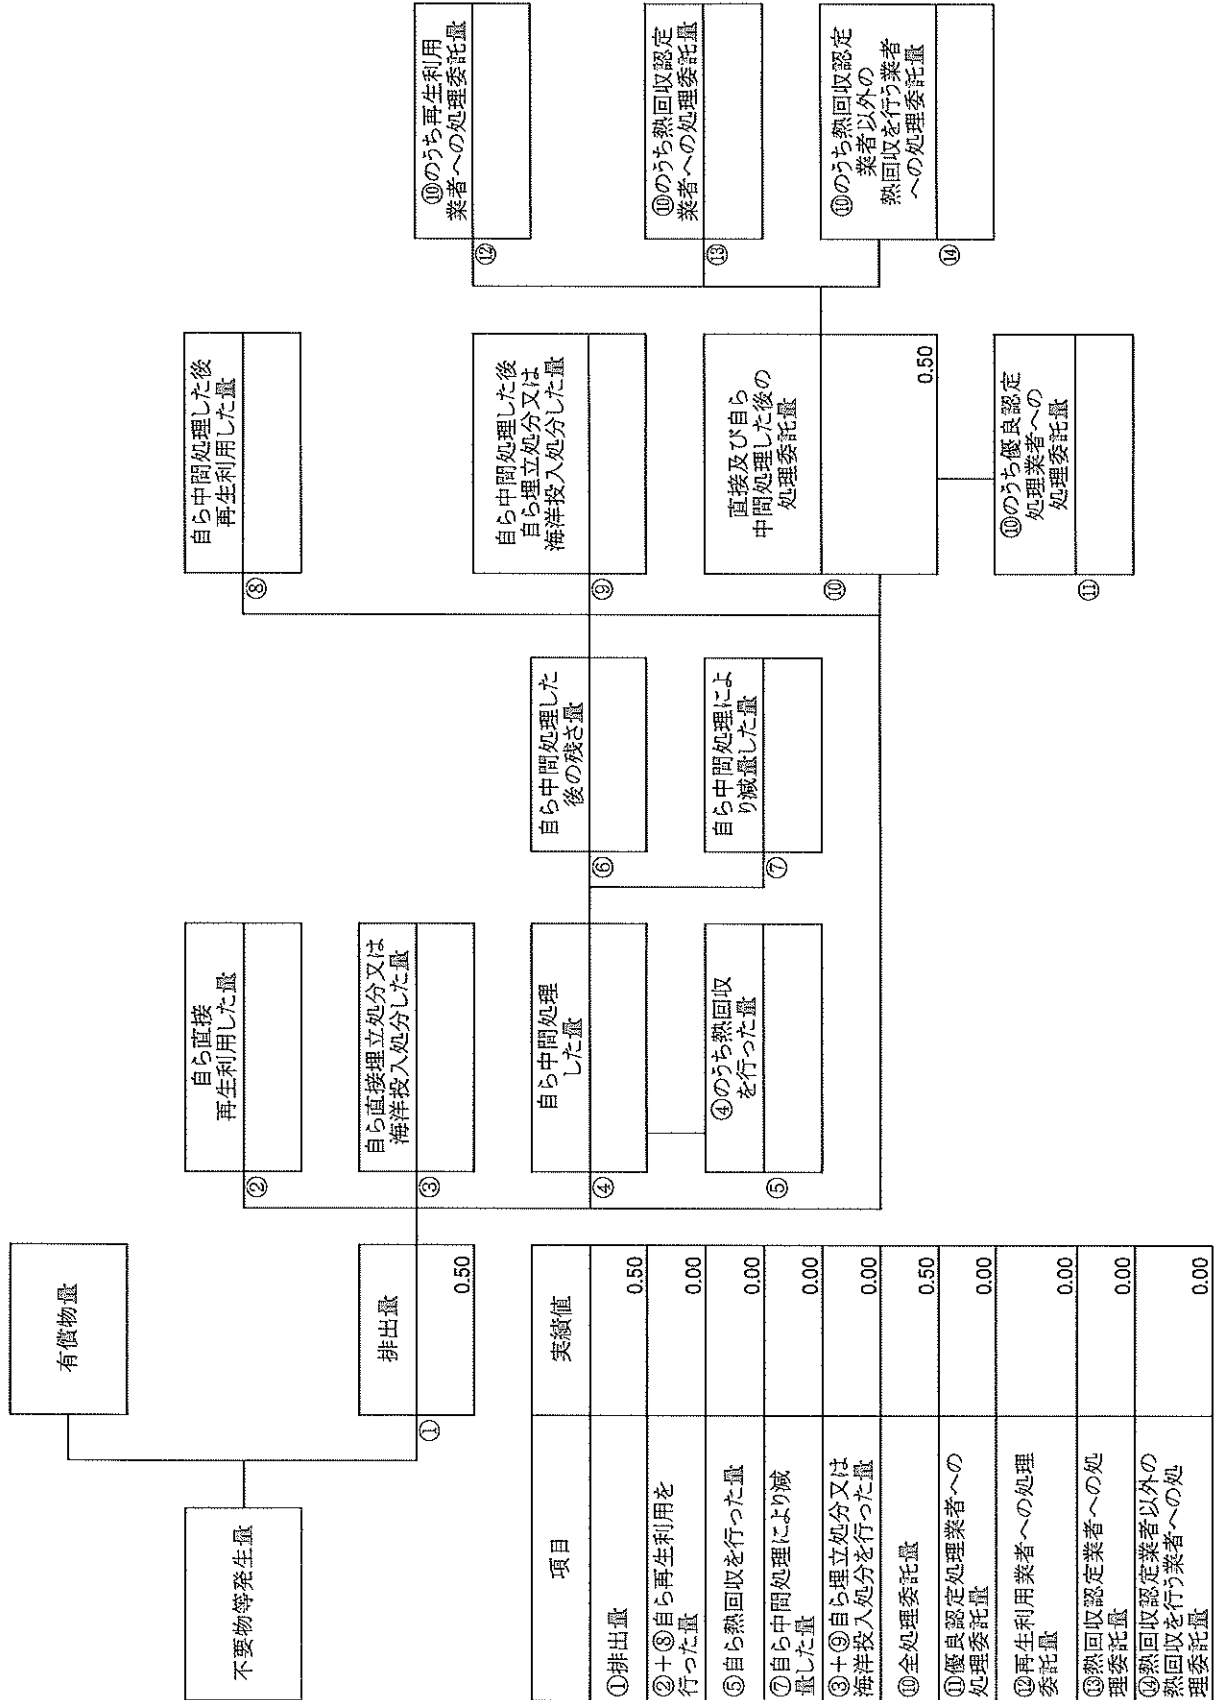 不要物等発生量
有償物量
①
排出量
0.50
②
自ら直接
再生利用した量
③
自ら直接埋立処分又は
海洋投入処分した量
④
自ら中間処理
した量
⑤
④のうち熱回収
を行った量
⑥
自ら中間処理した
後の残さ量
⑦
自ら中間処理によ
り減量した量
⑧
自ら中間処理した後
再生利用した量
⑨
自ら中間処理した後
自ら埋立処分又は
海洋投入処分した量
⑩
直接及び自ら
中間処理した後の
処理委託量
0.50
⑪
⑩のうち優良認定
処理業者への
処理委託量
⑫
⑩のうち再生利用
業者への処理委託量
⑬
⑩のうち熱回収認定
業者への処理委託量
⑭
⑩のうち熱回収認定
業者以外の
熱回収を行う業者
への処理委託量
項目 実績値
①排出量 0.50
②+⑧自ら再生利用を
行った量 0.00
⑤自ら熱回収を行った量 0.00
⑦自ら中間処理により減
量した量 0.00
③+⑨自ら埋立処分又は
海洋投入処分を行った量 0.00
⑩全処理委託量 0.50
⑪優良認定処理業者への
処理委託量 0.00
⑫再生利用業者への処理
委託量 0.00
⑬熱回収認定業者への処
理委託量 0.00
⑭熱回収認定業者以外の
熱回収を行う業者への処
理委託量 0.00